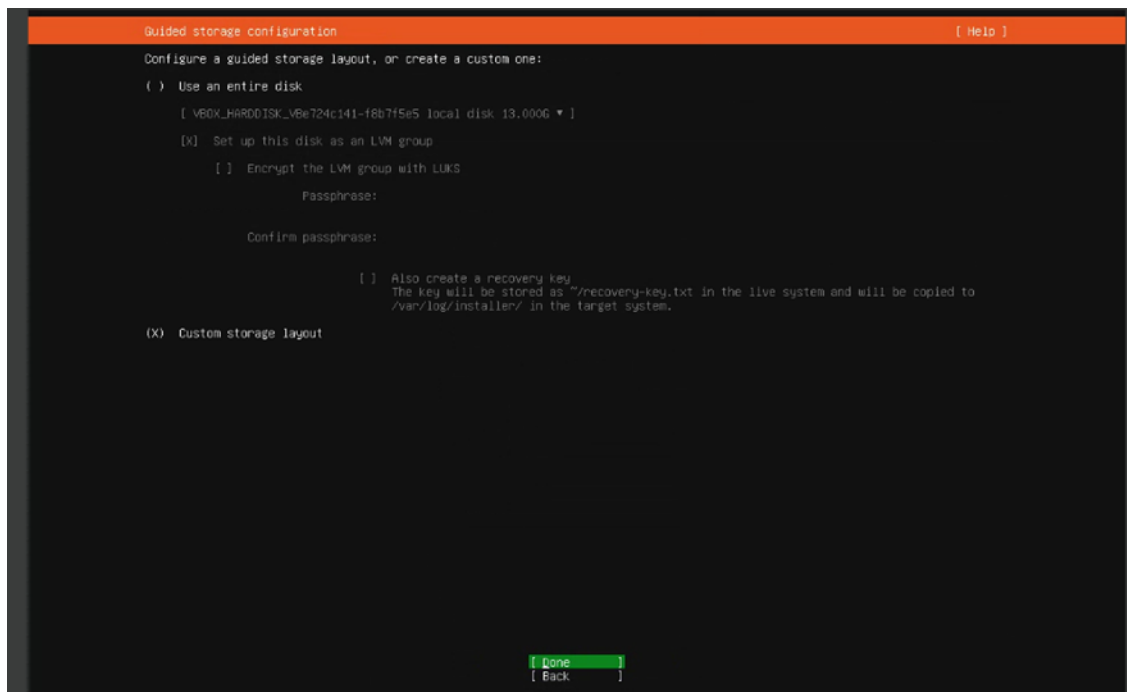 Guided storage configuration [ Help ]
Configure a guided storage layout, or create a custom one:
( ) Use an entire disk
[ VBOX_HARDDISK_VBe724c141-f8b7f5e5 local disk 13.000G ▾ ]
[X] Set up this disk as an LVM group
[ ] Encrypt the LVM group with LUKS
Passphrase:
Confirm passphrase:
[ ] Also create a recovery key
The key will be stored as ~/recovery-key.txt in the live system and will be copied to
/var/log/installer/ in the target system.
(X) Custom storage layout
[ Done ]
[ Back ]